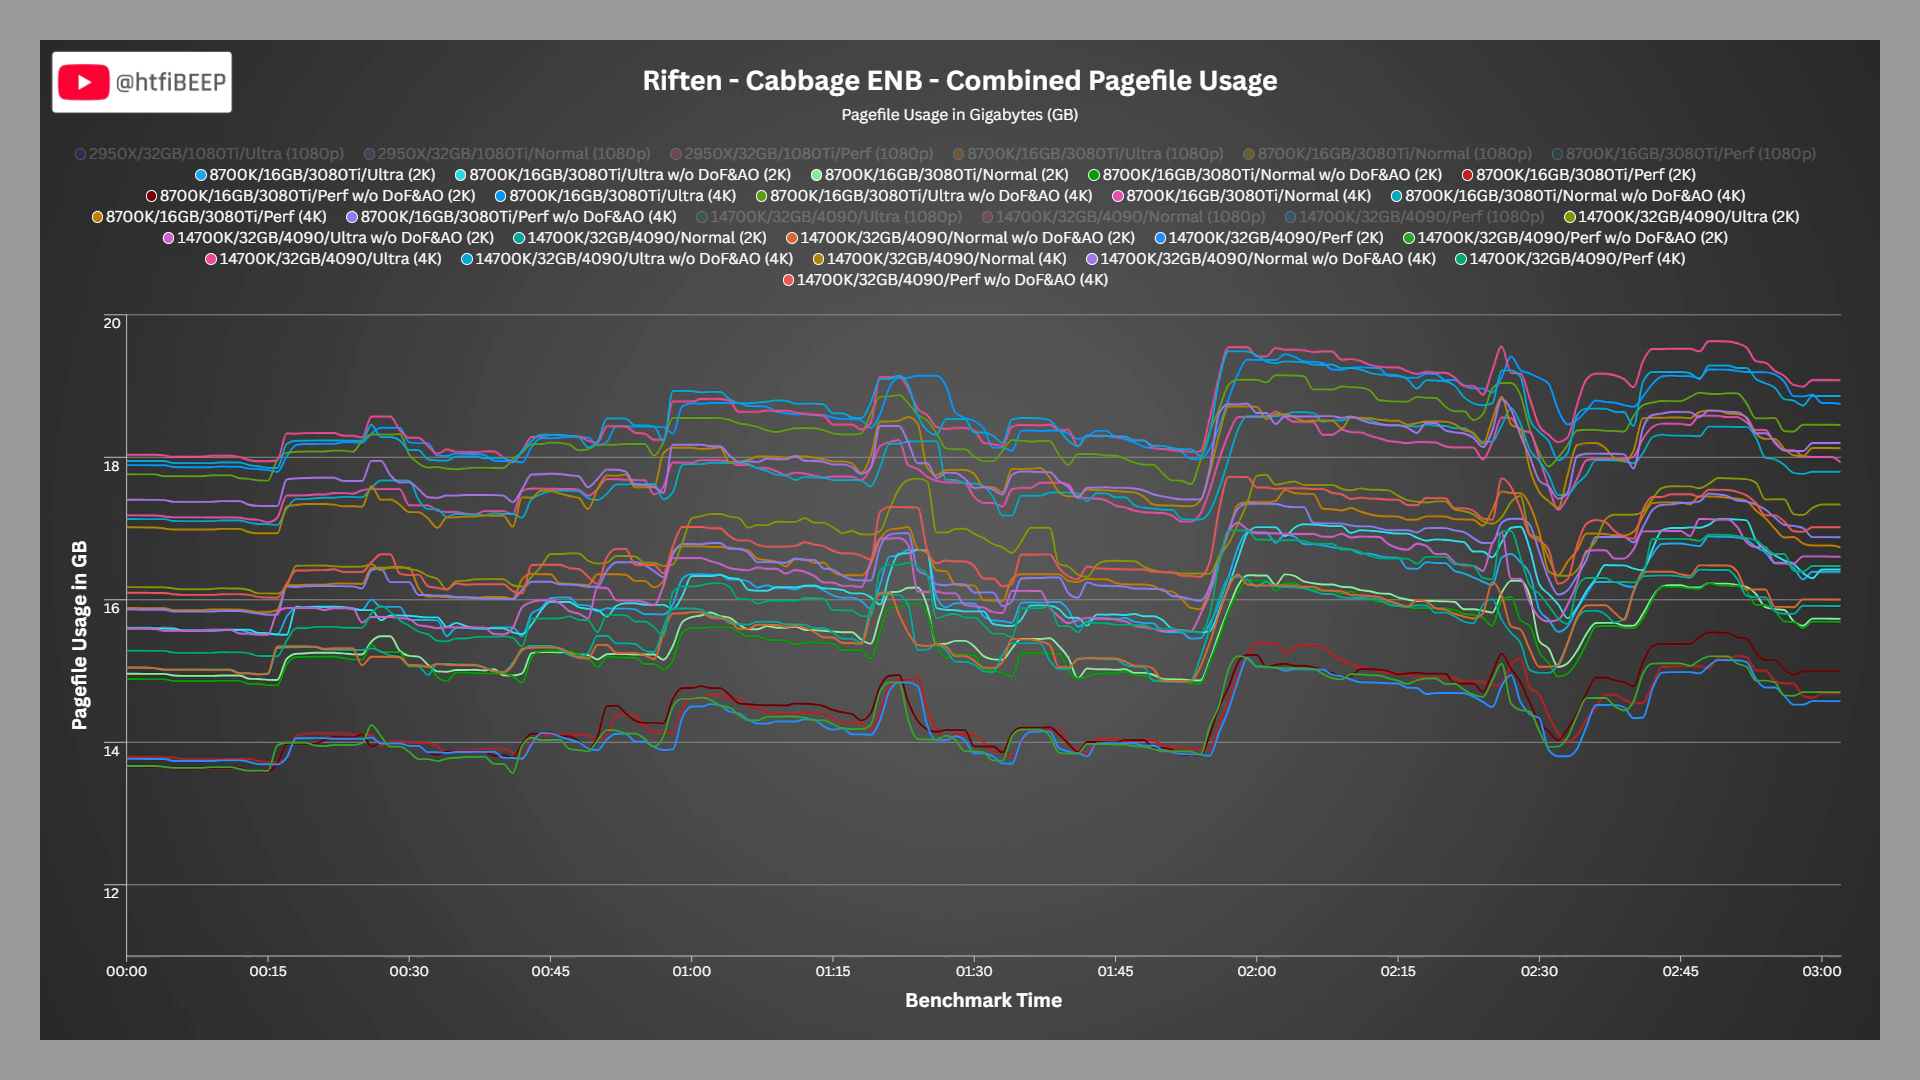 @htfiBEEP
Riften - Cabbage ENB - Combined Pagefile Usage
Pagefile Usage in Gigabytes (GB)
2950X/32GB/1080Ti/Ultra (1080p) 2950X/32GB/1080Ti/Normal (1080p) 2950X/32GB/1080Ti/Perf (1080p) 8700K/16GB/3080Ti/Ultra (1080p) 8700K/16GB/3080Ti/Normal (1080p) 8700K/16GB/3080Ti/Perf (1080p)
8700K/16GB/3080Ti/Ultra (2K) 8700K/16GB/3080Ti/Ultra w/o DoF&AO (2K) 8700K/16GB/3080Ti/Normal (2K) 8700K/16GB/3080Ti/Normal w/o DoF&AO (2K) 8700K/16GB/3080Ti/Perf (2K)
8700K/16GB/3080Ti/Perf w/o DoF&AO (2K) 8700K/16GB/3080Ti/Ultra (4K) 8700K/16GB/3080Ti/Ultra w/o DoF&AO (4K) 8700K/16GB/3080Ti/Normal (4K) 8700K/16GB/3080Ti/Normal w/o DoF&AO (4K)
8700K/16GB/3080Ti/Perf (4K) 8700K/16GB/3080Ti/Perf w/o DoF&AO (4K) 14700K/32GB/4090/Ultra (1080p) 14700K/32GB/4090/Normal (1080p) 14700K/32GB/4090/Perf (1080p) 14700K/32GB/4090/Ultra (2K)
14700K/32GB/4090/Ultra w/o DoF&AO (2K) 14700K/32GB/4090/Normal (2K) 14700K/32GB/4090/Normal w/o DoF&AO (2K) 14700K/32GB/4090/Perf (2K) 14700K/32GB/4090/Perf w/o DoF&AO (2K)
14700K/32GB/4090/Ultra (4K) 14700K/32GB/4090/Ultra w/o DoF&AO (4K) 14700K/32GB/4090/Normal (4K) 14700K/32GB/4090/Normal w/o DoF&AO (4K) 14700K/32GB/4090/Perf (4K)
14700K/32GB/4090/Perf w/o DoF&AO (4K)
20
18
16
14
12
Pagefile Usage in GB
00:00 00:15 00:30 00:45 01:00 01:15 01:30 01:45 02:00 02:15 02:30 02:45 03:00
Benchmark Time